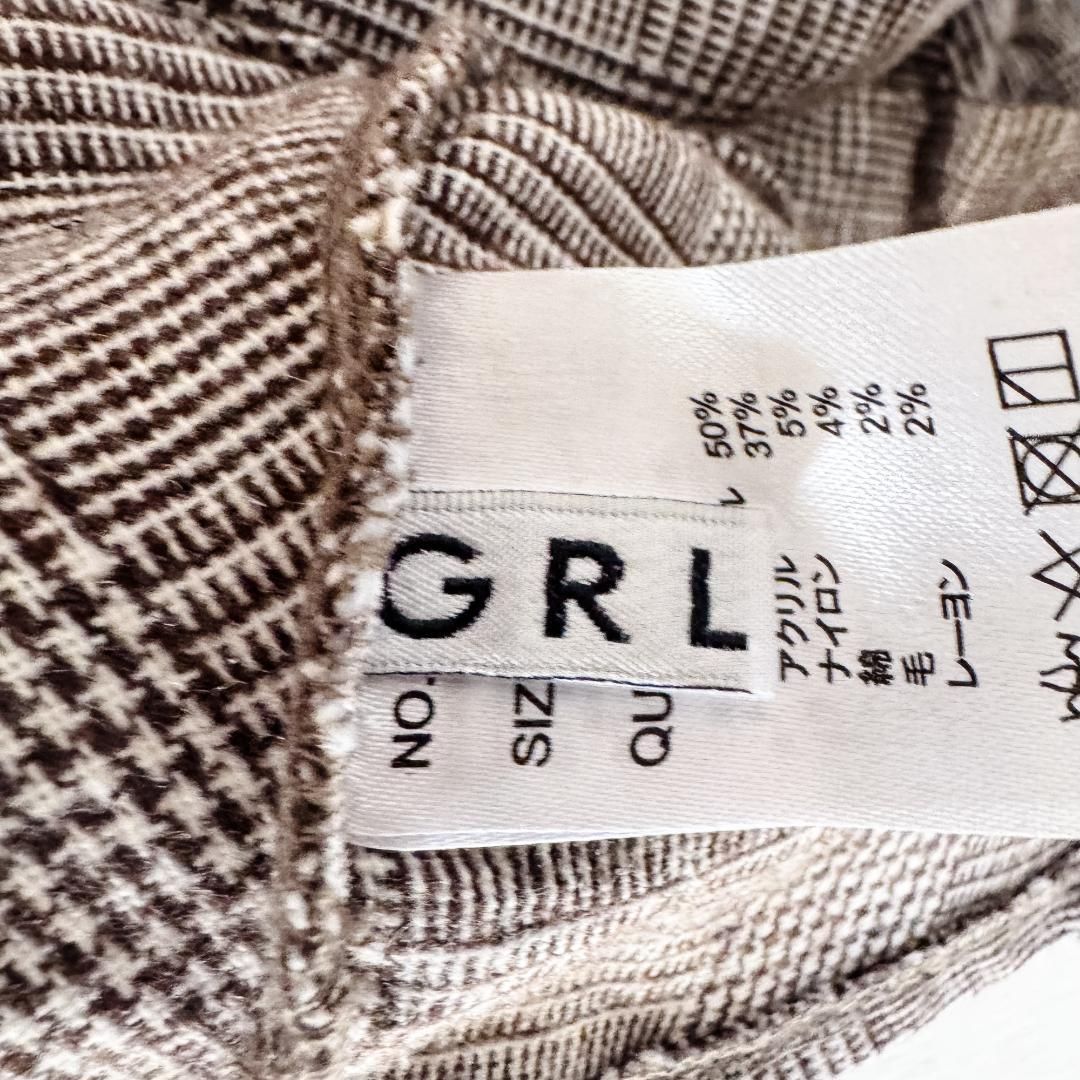 GRL
NO.
SIZ
QU
50%
アクリル 37%
ナイロン 5%
綿 4%
毛 2%
レーヨン 2%